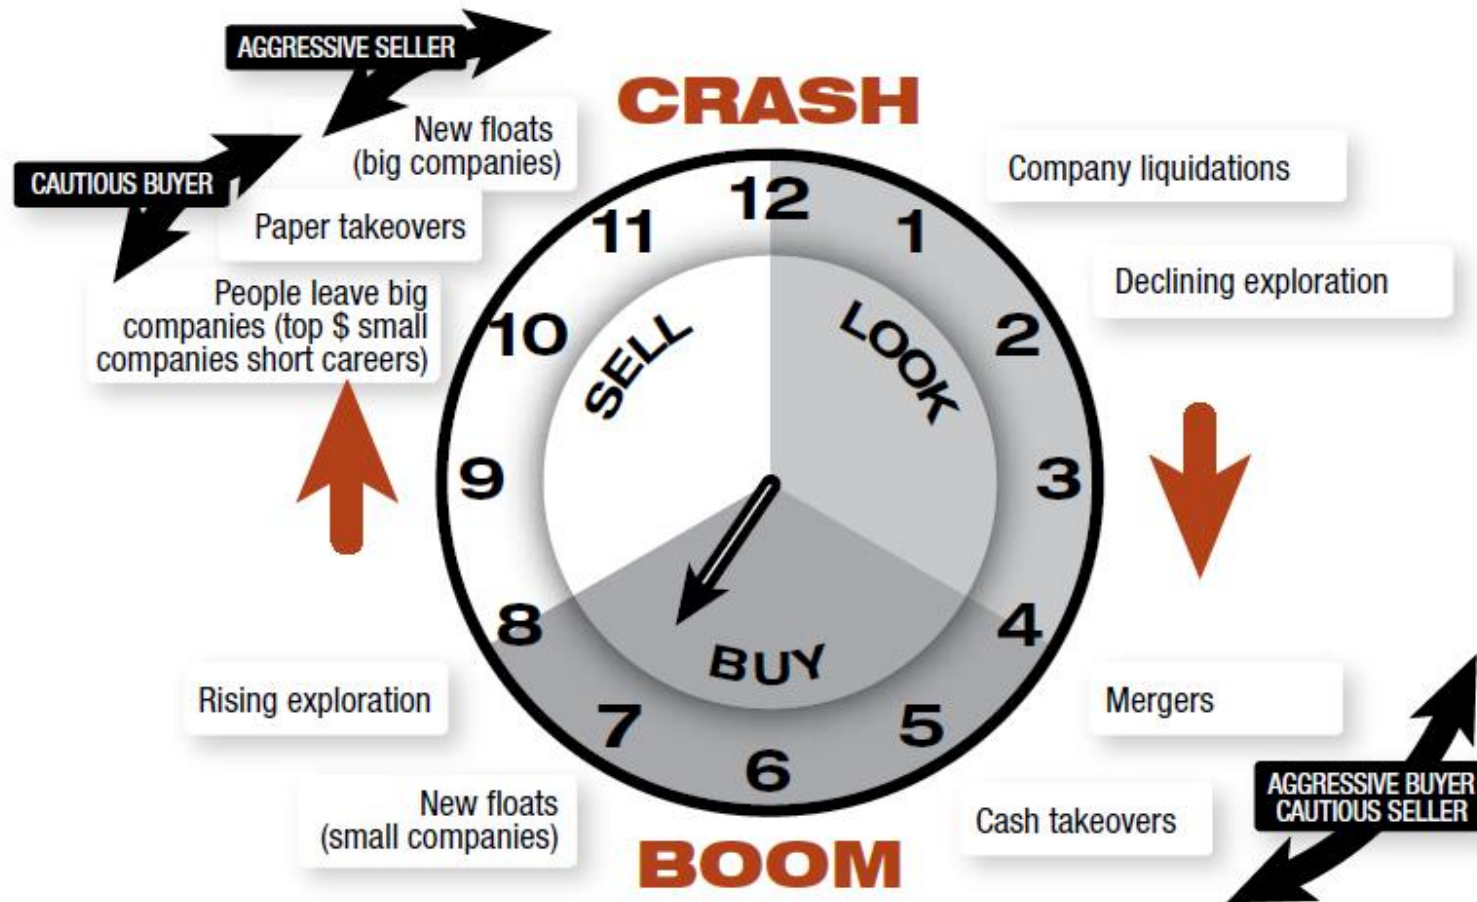 AGGRESSIVE SELLER
CRASH
New floats
(big companies)
CAUTIOUS BUYER
Paper takeovers
People leave big
companies (top $ small
companies short careers)
Company liquidations
Declining exploration
12
1
2
3
4
5
6
7
8
9
10
11
SELL
LOOK
BUY
Rising exploration
New floats
(small companies)
Mergers
Cash takeovers
AGGRESSIVE BUYER
CAUTIOUS SELLER
BOOM